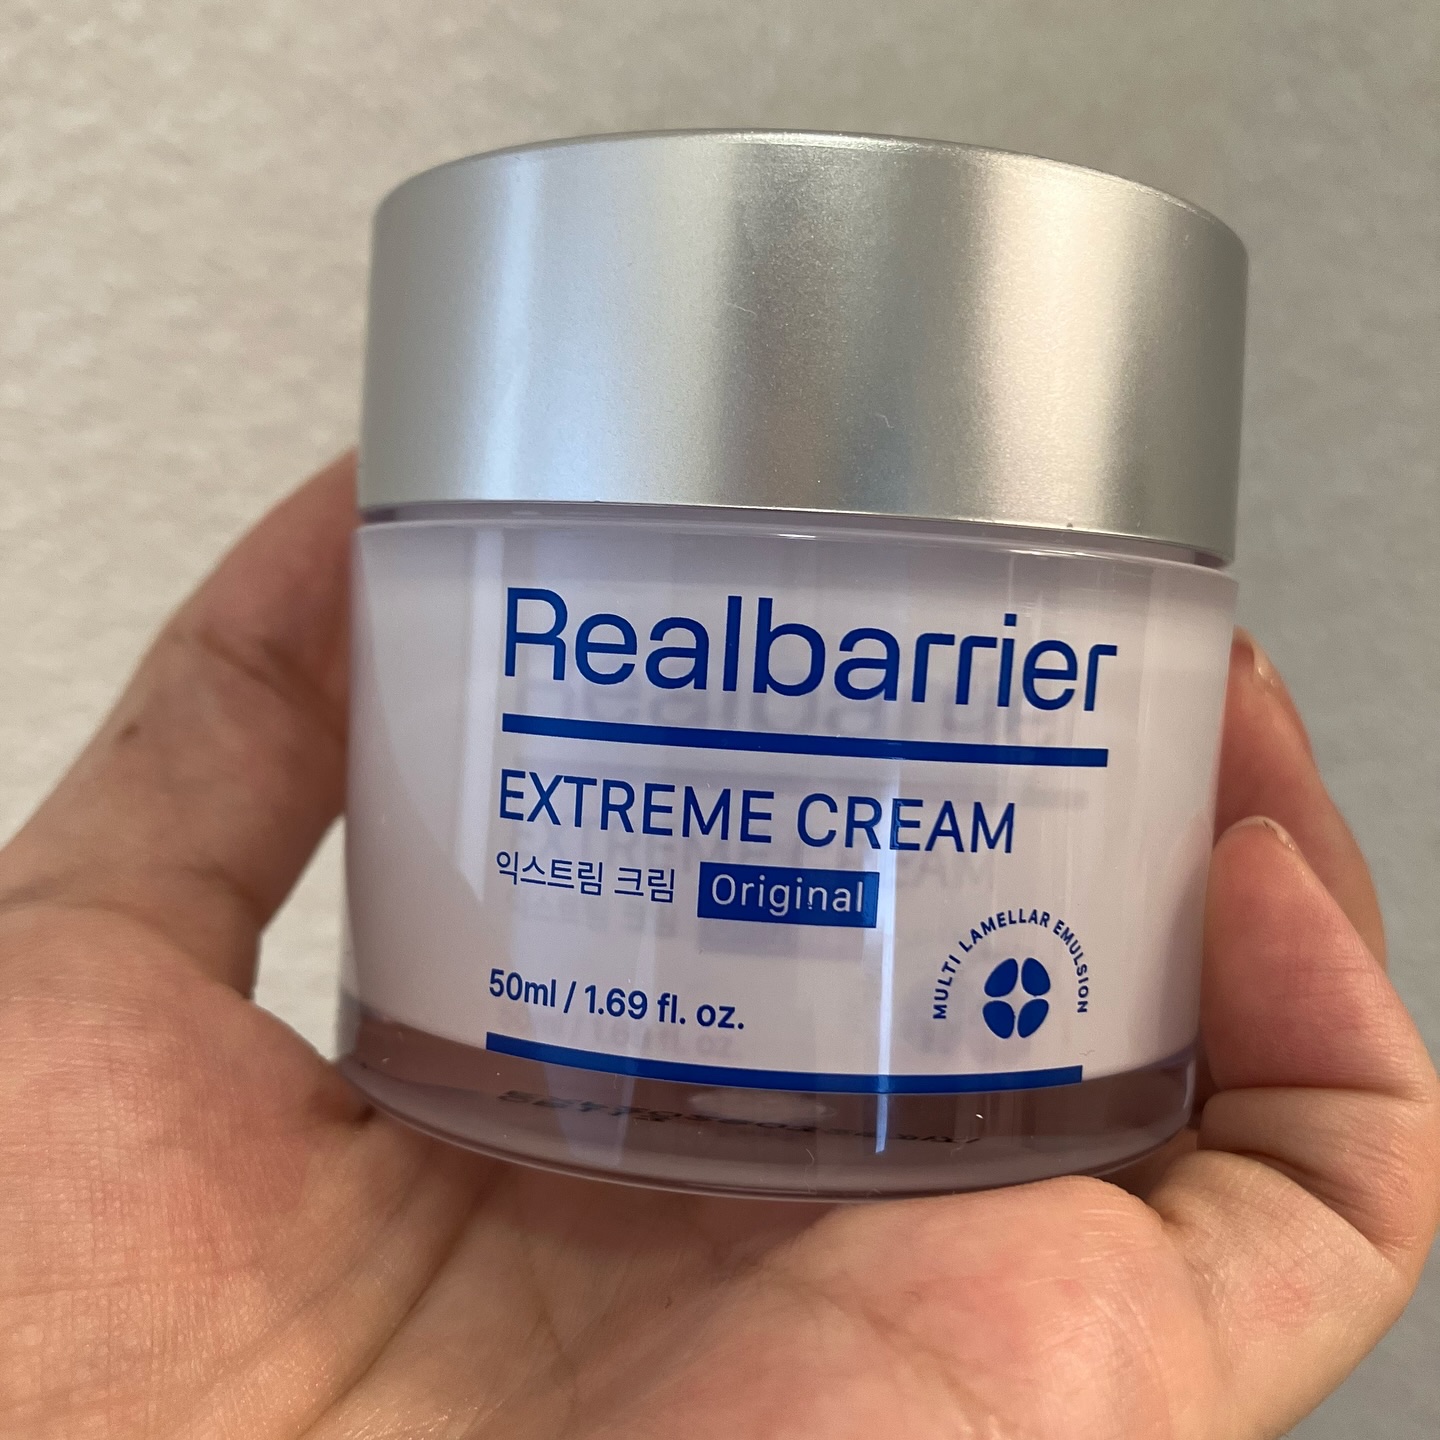 Realbarrier
EXTREME CREAM
익스트림 크림 Original
50ml / 1.69 fl. oz.
MULTI LAMELLAR EMULSION